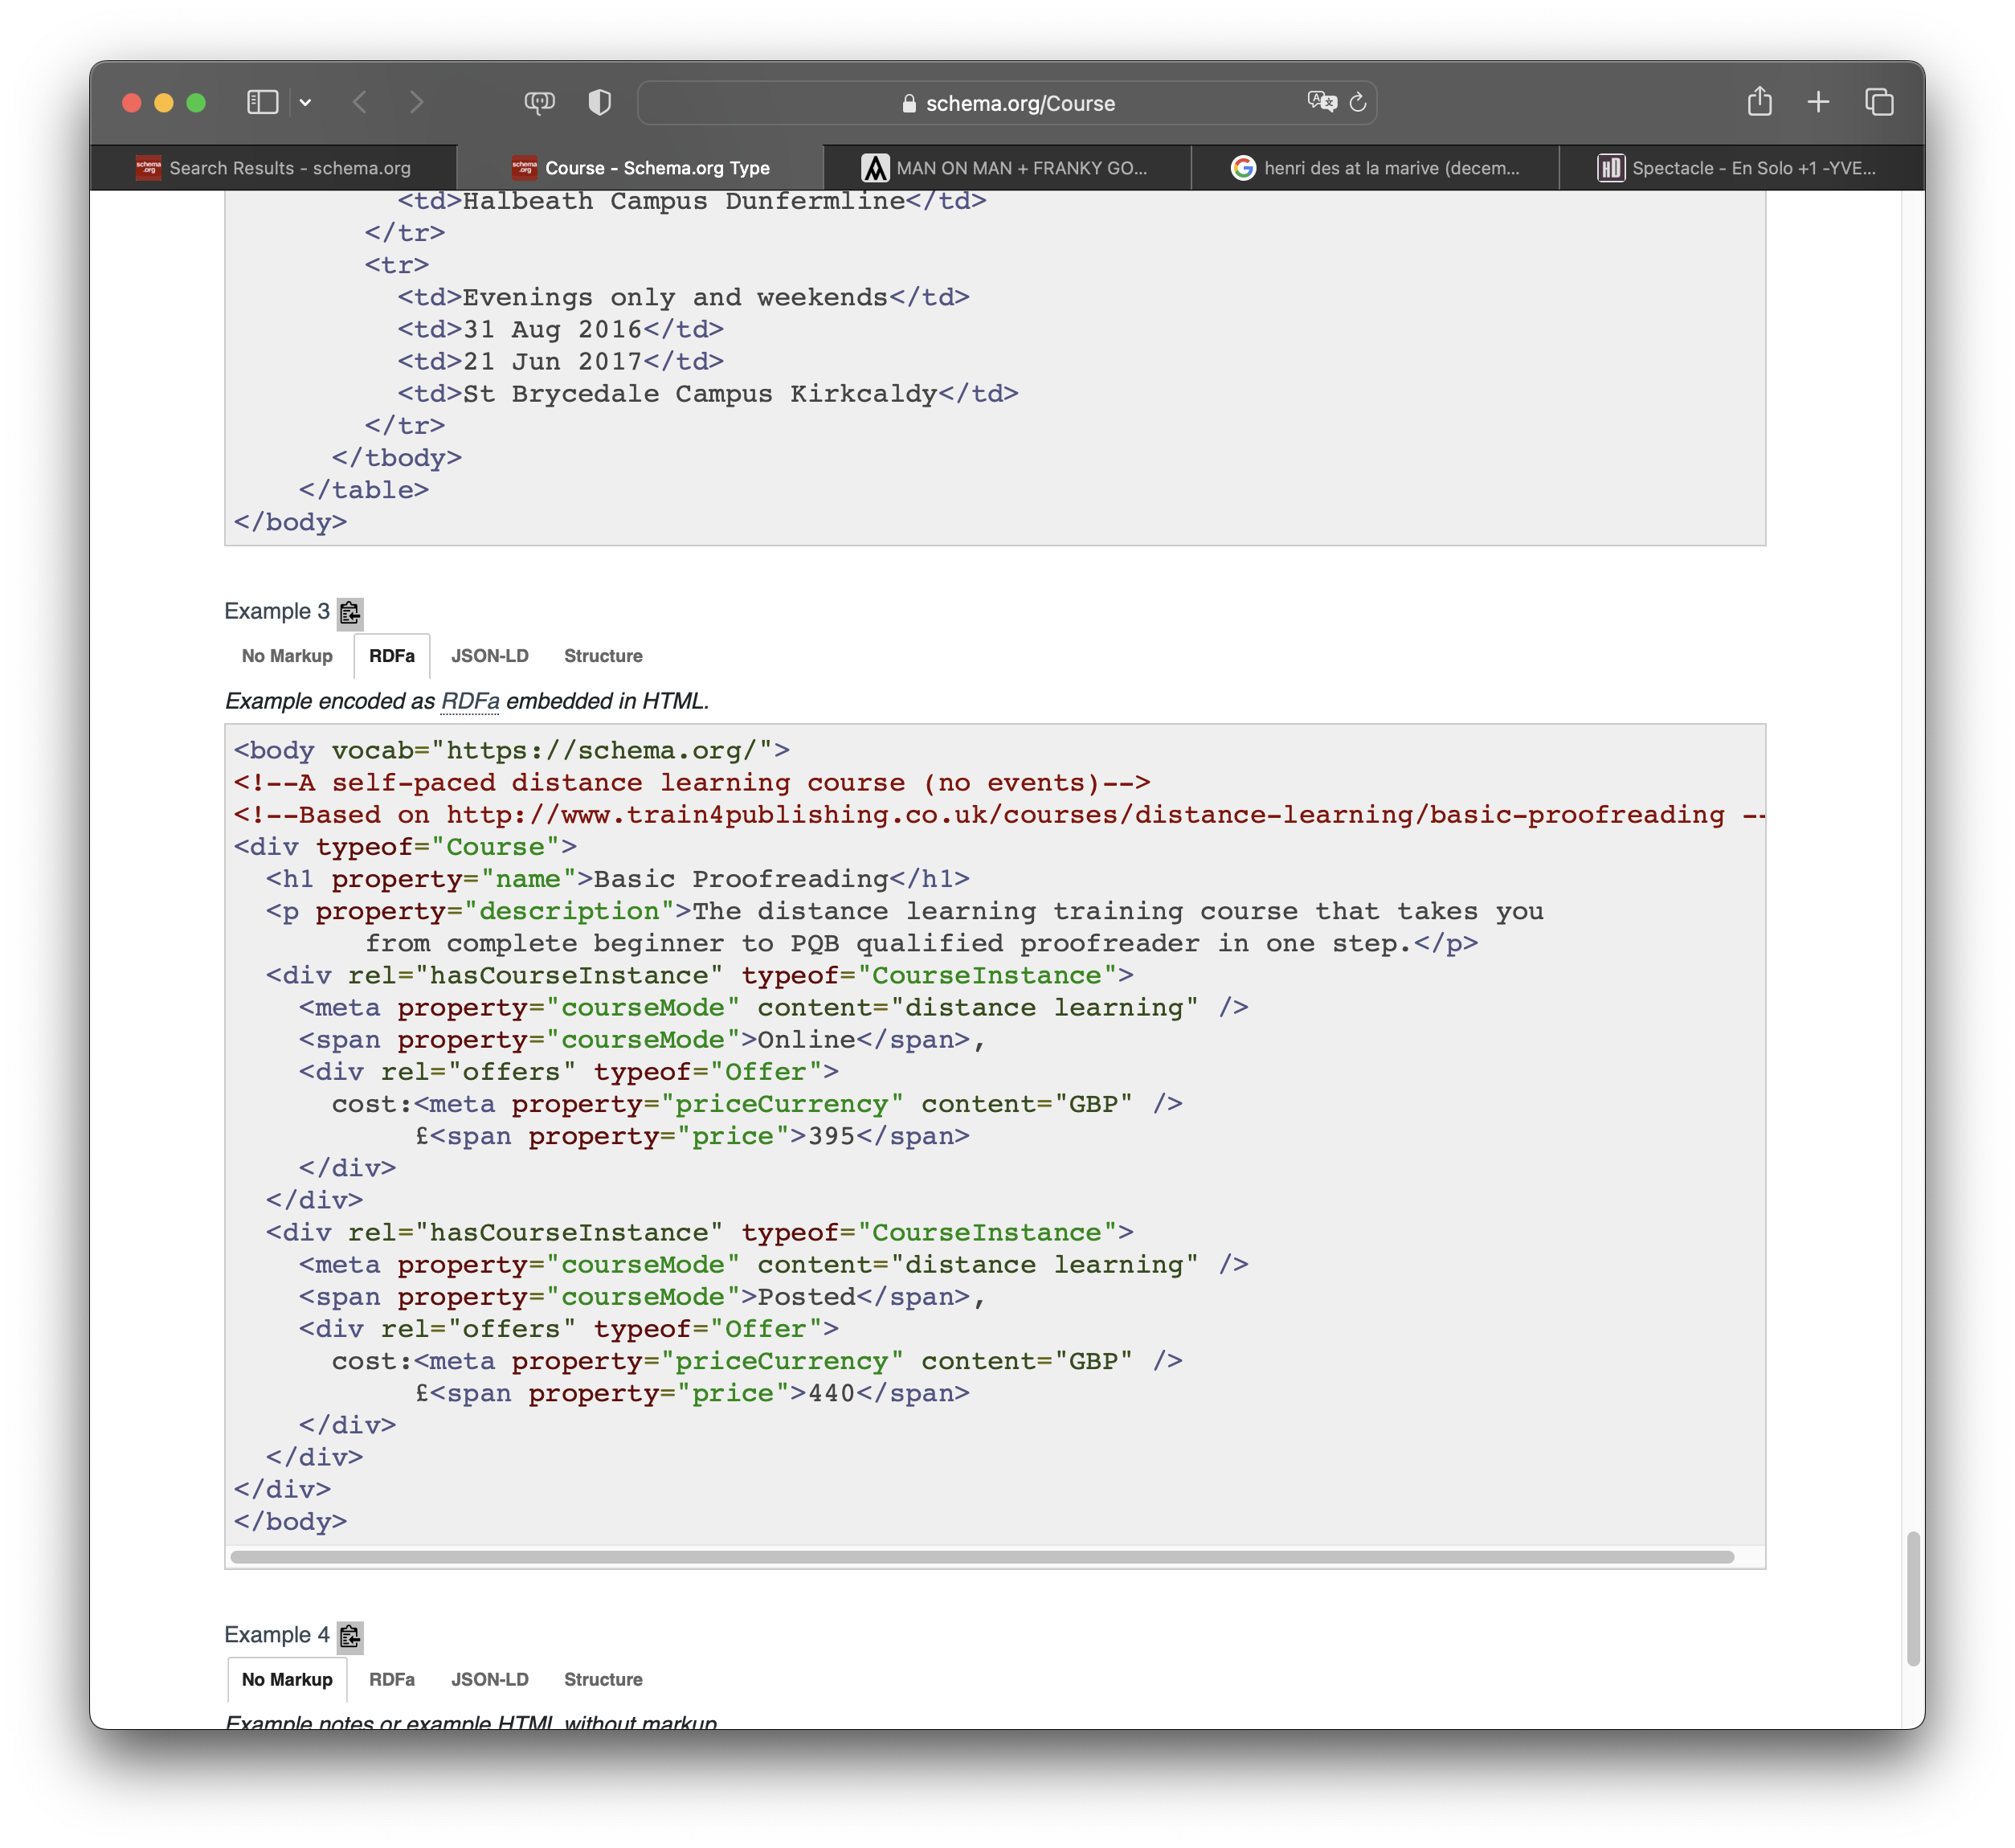 schema.org/Course
Search Results - schema.org
Course - Schema.org Type
MAN ON MAN + FRANKY GO...
henri des at la marive (decem...
Spectacle - En Solo +1 -YVE...
<td>Halbeath Campus Dunfermline</td>
</tr>
<tr>
<td>Evenings only and weekends</td>
<td>31 Aug 2016</td>
<td>21 Jun 2017</td>
<td>St Brycedale Campus Kirkcaldy</td>
</tr>
</tbody>
</table>
</body>
Example 3
No Markup RDFa JSON-LD Structure
Example encoded as RDFa embedded in HTML.
<body vocab="https://schema.org/">
<!--A self-paced distance learning course (no events)-->
<!--Based on http://www.train4publishing.co.uk/courses/distance-learning/basic-proofreading --
<div typeof="Course">
<h1 property="name">Basic Proofreading</h1>
<p property="description">The distance learning training course that takes you
from complete beginner to PQB qualified proofreader in one step.</p>
<div rel="hasCourseInstance" typeof="CourseInstance">
<meta property="courseMode" content="distance learning" />
<span property="courseMode">Online</span>,
<div rel="offers" typeof="Offer">
cost:<meta property="priceCurrency" content="GBP" />
£<span property="price">395</span>
</div>
</div>
<div rel="hasCourseInstance" typeof="CourseInstance">
<meta property="courseMode" content="distance learning" />
<span property="courseMode">Posted</span>,
<div rel="offers" typeof="Offer">
cost:<meta property="priceCurrency" content="GBP" />
£<span property="price">440</span>
</div>
</div>
</div>
</body>
Example 4
No Markup RDFa JSON-LD Structure
Example notes or example HTML without markup